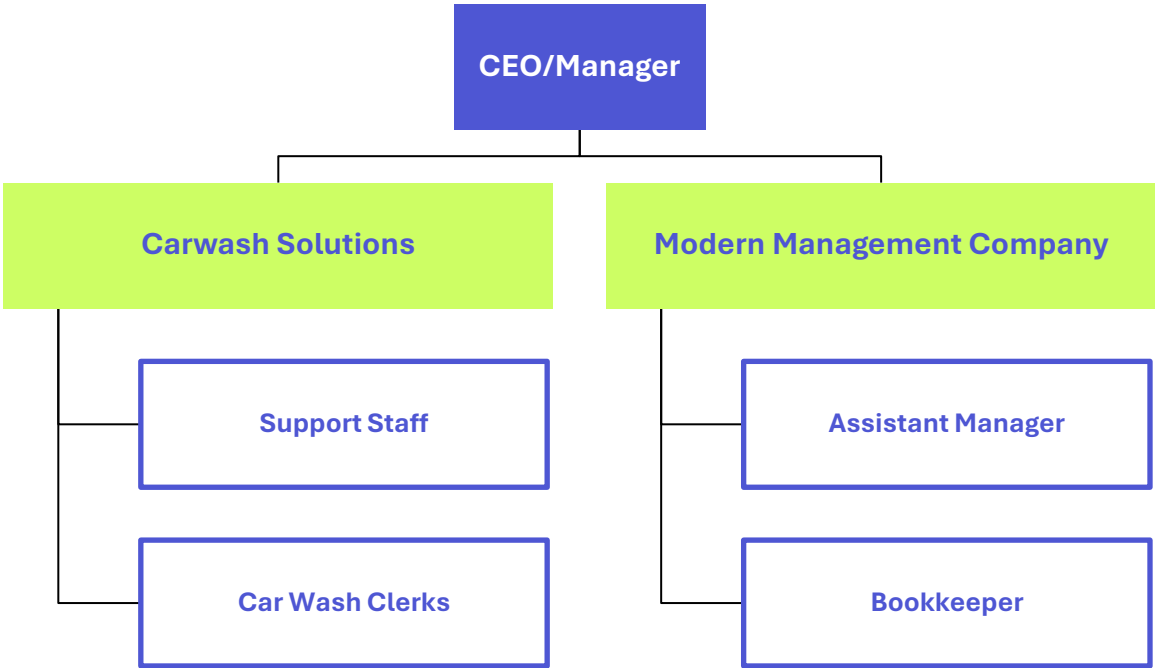 CEO/Manager
Carwash Solutions
Modern Management Company
Support Staff
Assistant Manager
Car Wash Clerks
Bookkeeper